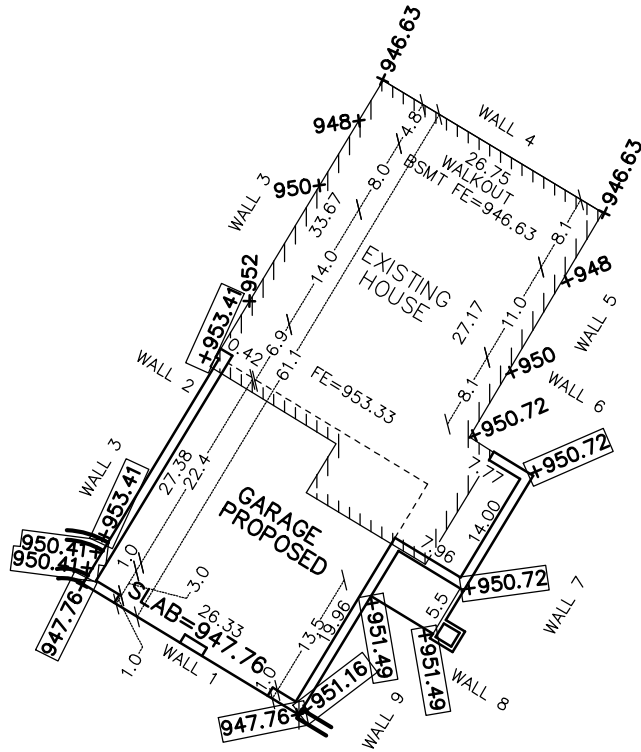 +946.63
948+
WALL 4
4.8
26.75
WALKOUT
BSMT FE=946.63
+946.63
WALL 3
950+
8.0
33.67
8.1
+948
14.0
EXISTING
HOUSE
11.0
27.17
WALL 5
+952
+953.41
6.9
0.42
61.1
FE=953.33
+950
8.1
WALL 6
WALL 2
+950.72
+950.72
7.77
WALL 3
+953.41
27.38
22.4
GARAGE
PROPOSED
14.00
7.96
950.41+
950.41+
1.0
3.0
+950.72
947.76+
SLAB=947.76
26.33
13.5
19.96
5.5
WALL 7
1.0
WALL 1
1.0
+951.49
+951.49
WALL 8
+951.16
947.76+
WALL 9